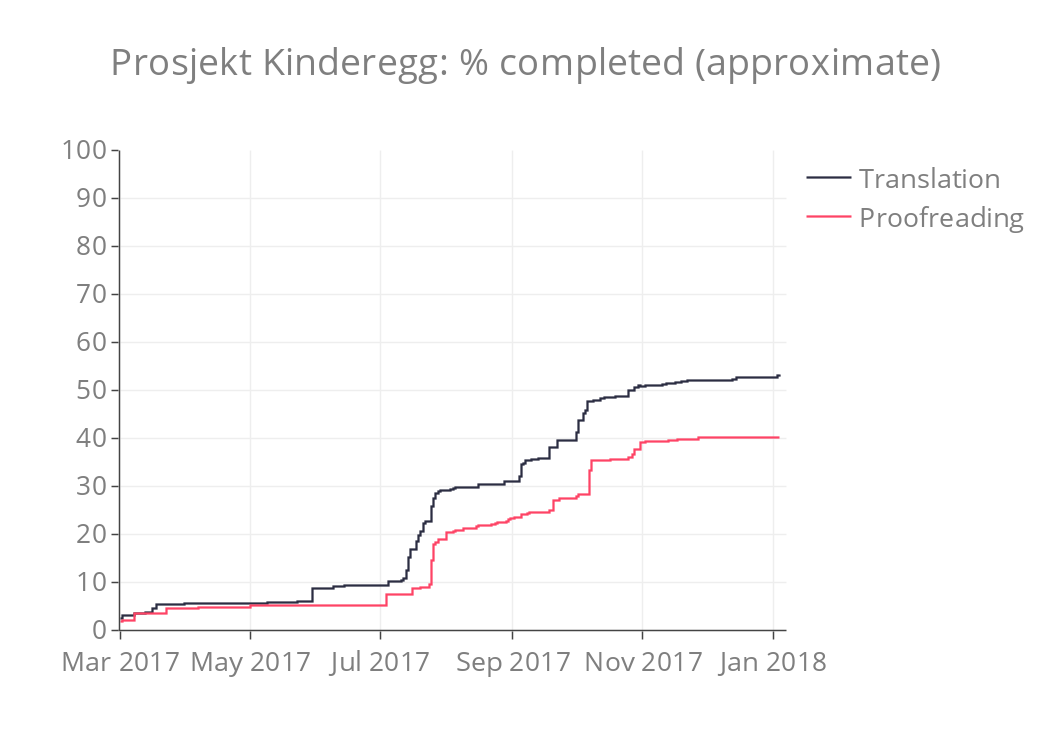 Prosjekt Kinderegg: % completed (approximate)
100
90
80
70
60
50
40
30
20
10
0
Mar 2017 May 2017 Jul 2017 Sep 2017 Nov 2017 Jan 2018
Translation
Proofreading